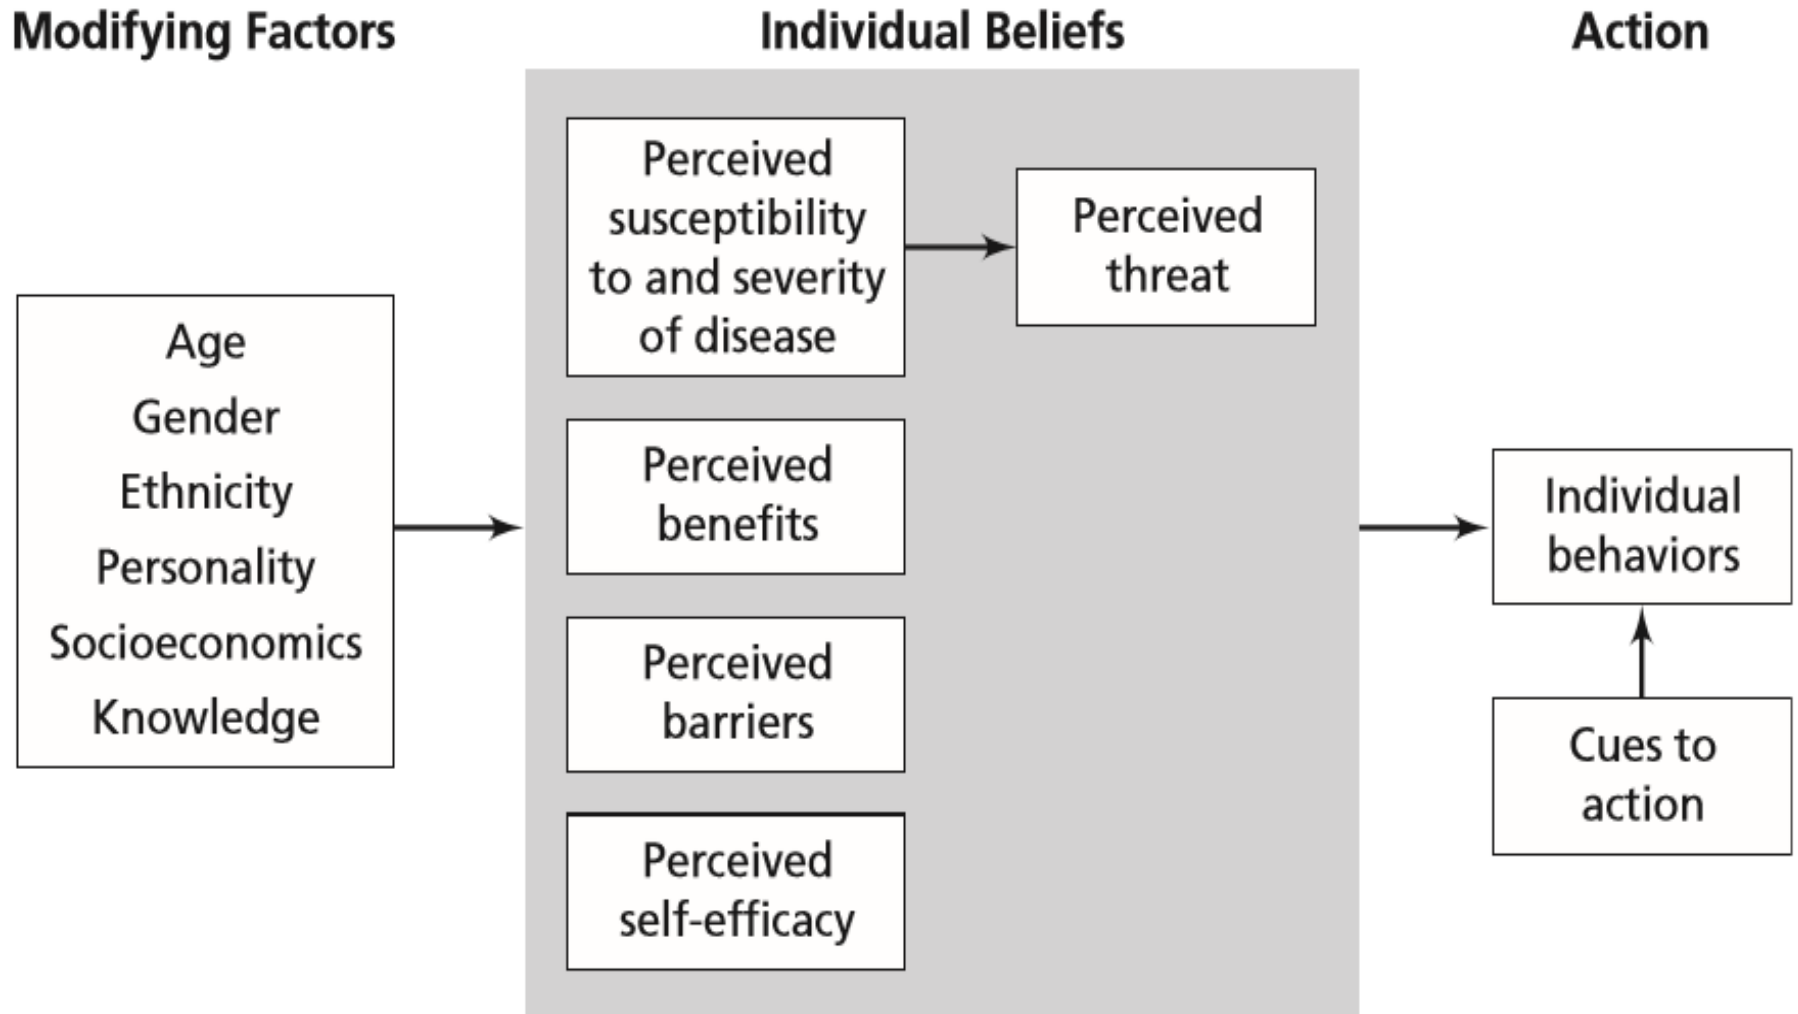 Modifying Factors
Individual Beliefs
Action
Age
Gender
Ethnicity
Personality
Socioeconomics
Knowledge
Perceived
susceptibility
to and severity
of disease
Perceived
threat
Perceived
benefits
Perceived
barriers
Perceived
self-efficacy
Individual
behaviors
Cues to
action